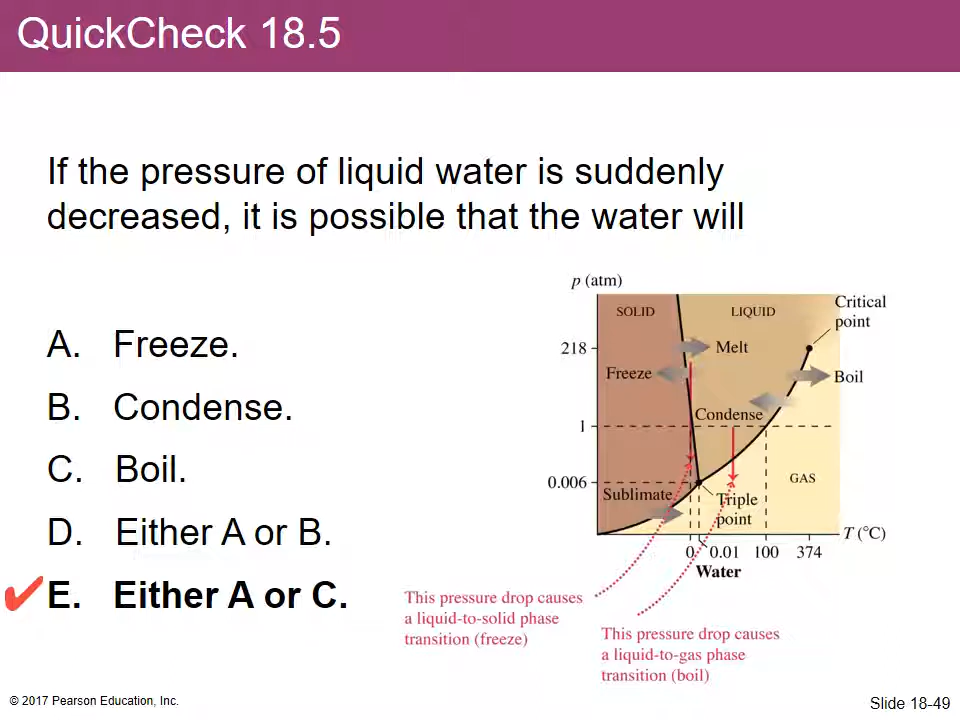 QuickCheck 18.5
If the pressure of liquid water is suddenly
decreased, it is possible that the water will
A. Freeze.
B. Condense.
C. Boil.
D. Either A or B.
E. Either A or C.
p (atm)
SOLID
LIQUID
Critical
point
218
Melt
Freeze
Boil
Condense
1
GAS
0.006
Sublimate
Triple
point
T (°C)
0 0.01 100 374
Water
This pressure drop causes
a liquid-to-solid phase
transition (freeze)
This pressure drop causes
a liquid-to-gas phase
transition (boil)
© 2017 Pearson Education, Inc.
Slide 18-49